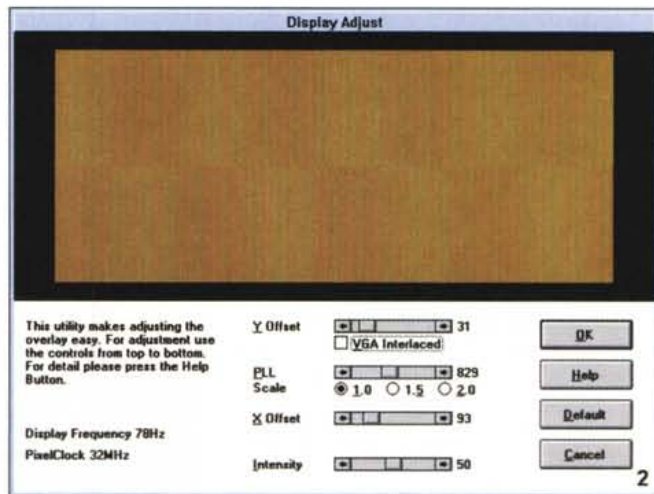 Display Adjust
This utility makes adjusting the
overlay easy. For adjustment use
the controls from top to bottom.
For detail please press the Help
Button.
Display Frequency 78Hz
PixelClock 32MHz
Y Offset 31
VGA Interlaced
PLL 829
Scale 1.0 1.5 2.0
X Offset 93
Intensity 50
OK
Help
Default
Cancel
2